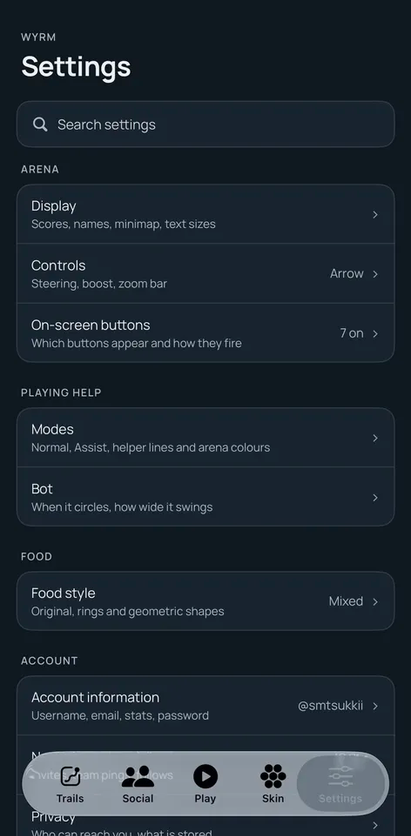 WYRM
Settings
Search settings
ARENA
Display
Scores, names, minimap, text sizes
Controls
Steering, boost, zoom bar
Arrow
On-screen buttons
Which buttons appear and how they fire
7 on
PLAYING HELP
Modes
Normal, Assist, helper lines and arena colours
Bot
When it circles, how wide it swings
FOOD
Food style
Original, rings and geometric shapes
Mixed
ACCOUNT
Account information
Username, email, stats, password
@smtsukkii
Privacy
Who can reach you, what is stored
Trails
Social
Play
Skin
Settings